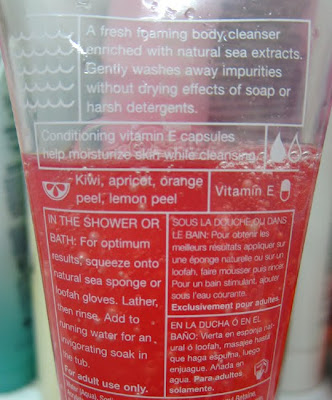 A fresh foaming body cleanser
enriched with natural sea extracts.
Gently washes away impurities
without drying effects of soap or
harsh detergents.
Conditioning vitamin E capsules
help moisturize skin while cleansing.
Kiwi, apricot, orange
peel, lemon peel
Vitamin E
IN THE SHOWER OR
BATH: For optimum
results, squeeze onto
natural sea sponge or
loofah gloves. Lather,
then rinse. Add to
running water for an
invigorating soak in
the tub.
For adult use only.
SOUS LA DOUCHE OU DANS
LE BAIN: Pour obtenir les
meilleurs résultats appliquer sur
une éponge naturelle ou sur un
loofah, faire mousser puis rincer.
Pour un bain stimulant, ajouter
sous l'eau courante.
Exclusivement pour adultes.
EN LA DUCHA Ó EN EL
BAÑO: Vierta en esponja natu-
ral ó loofah, masajee hasta
que haga espuma, luego
enjuague. Añada en
agua. Para adultos
sólamente.
(Aqua), Sodium
Relaxing,